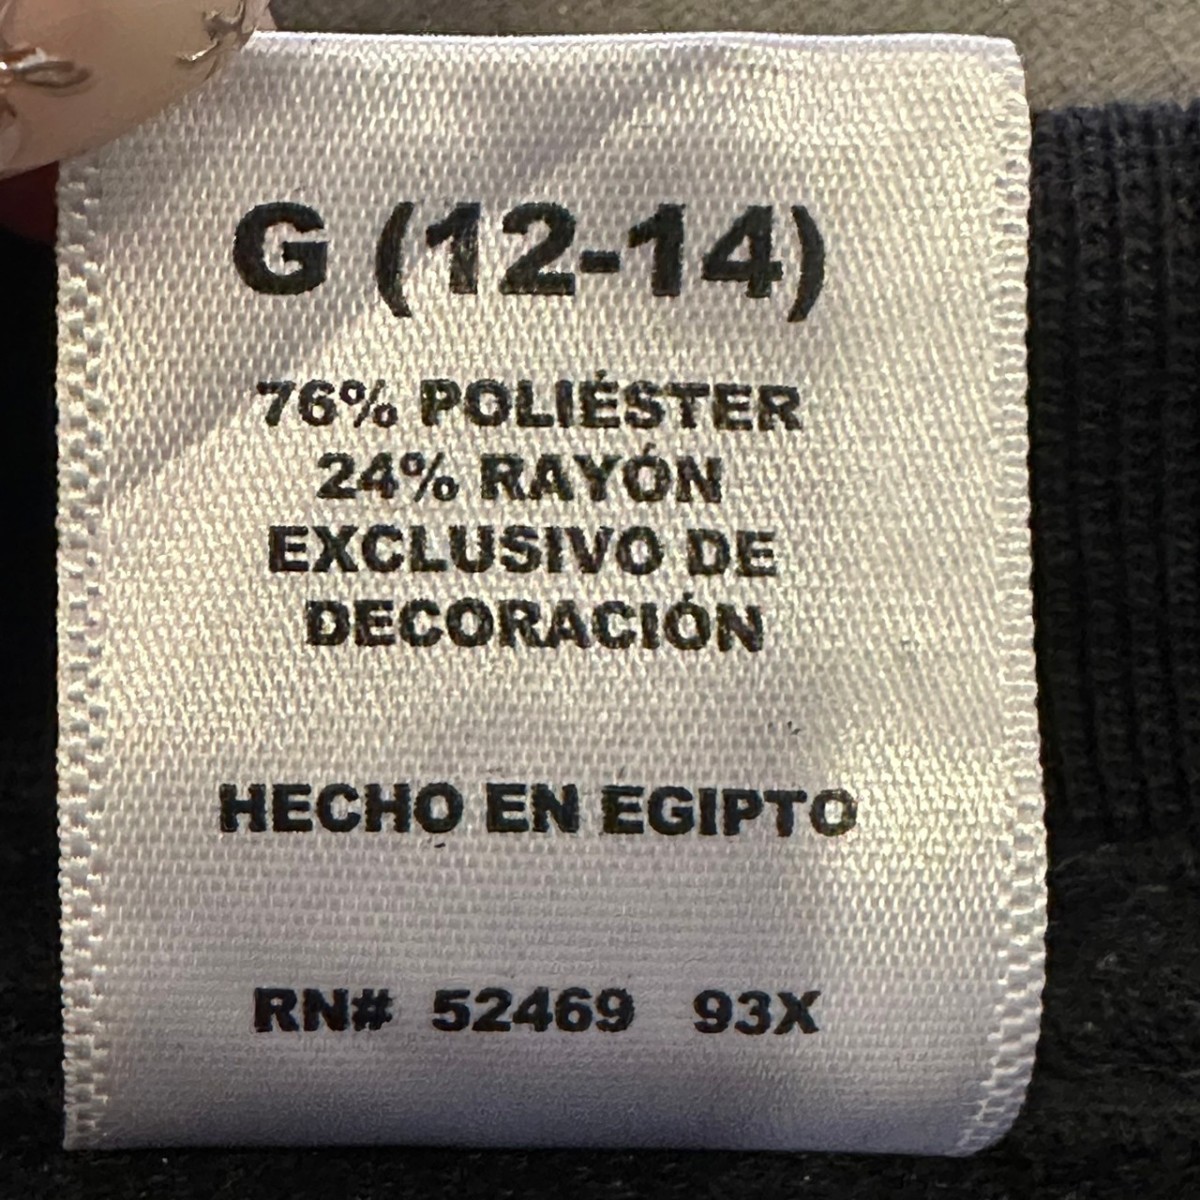 G (12-14)
76% POLIÉSTER
24% RAYÓN
EXCLUSIVO DE
DECORACIÓN
HECHO EN EGIPTO
RN# 52469 93X